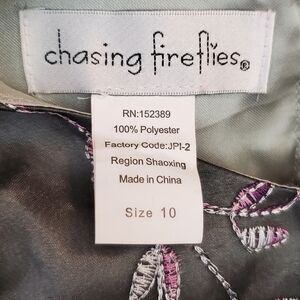 chasing fireflies®
RN:152389
100% Polyester
Factory Code:JPI-2
Region Shaoxing
Made in China
Size 10